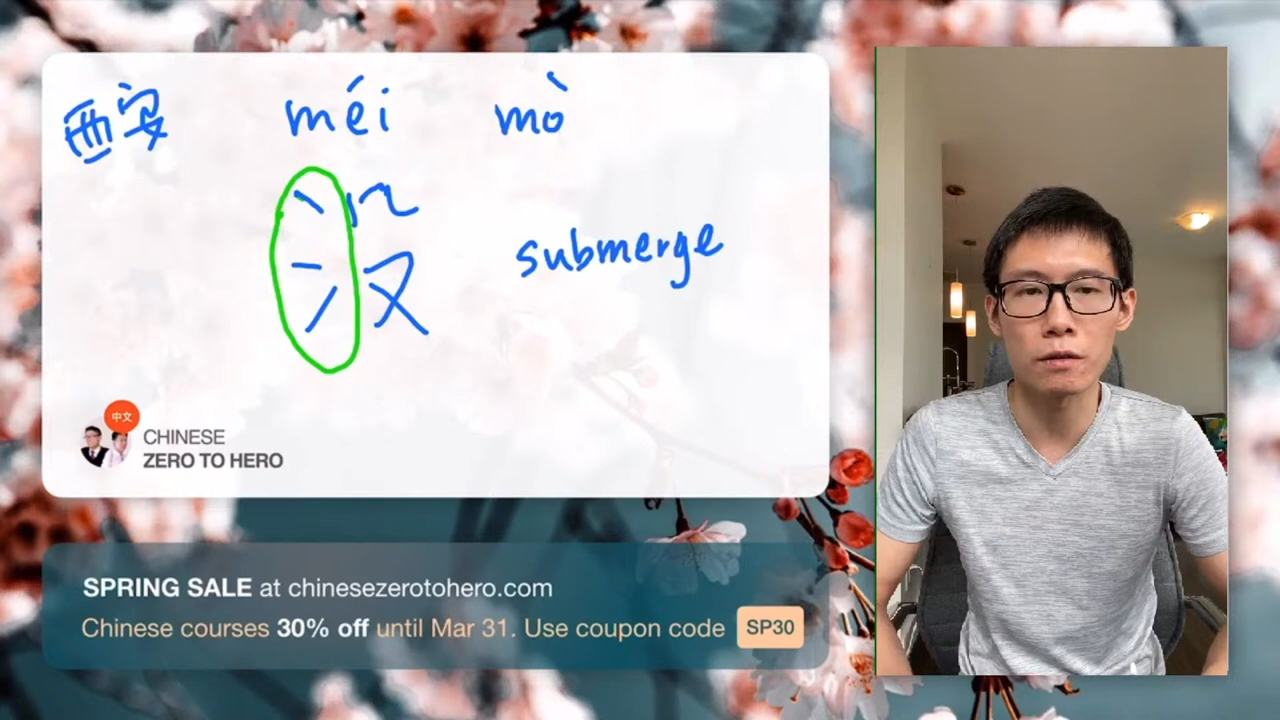 西安 méi mò
没 submerge
中文
CHINESE
ZERO TO HERO
SPRING SALE at chinesezerotohero.com
Chinese courses 30% off until Mar 31. Use coupon code SP30